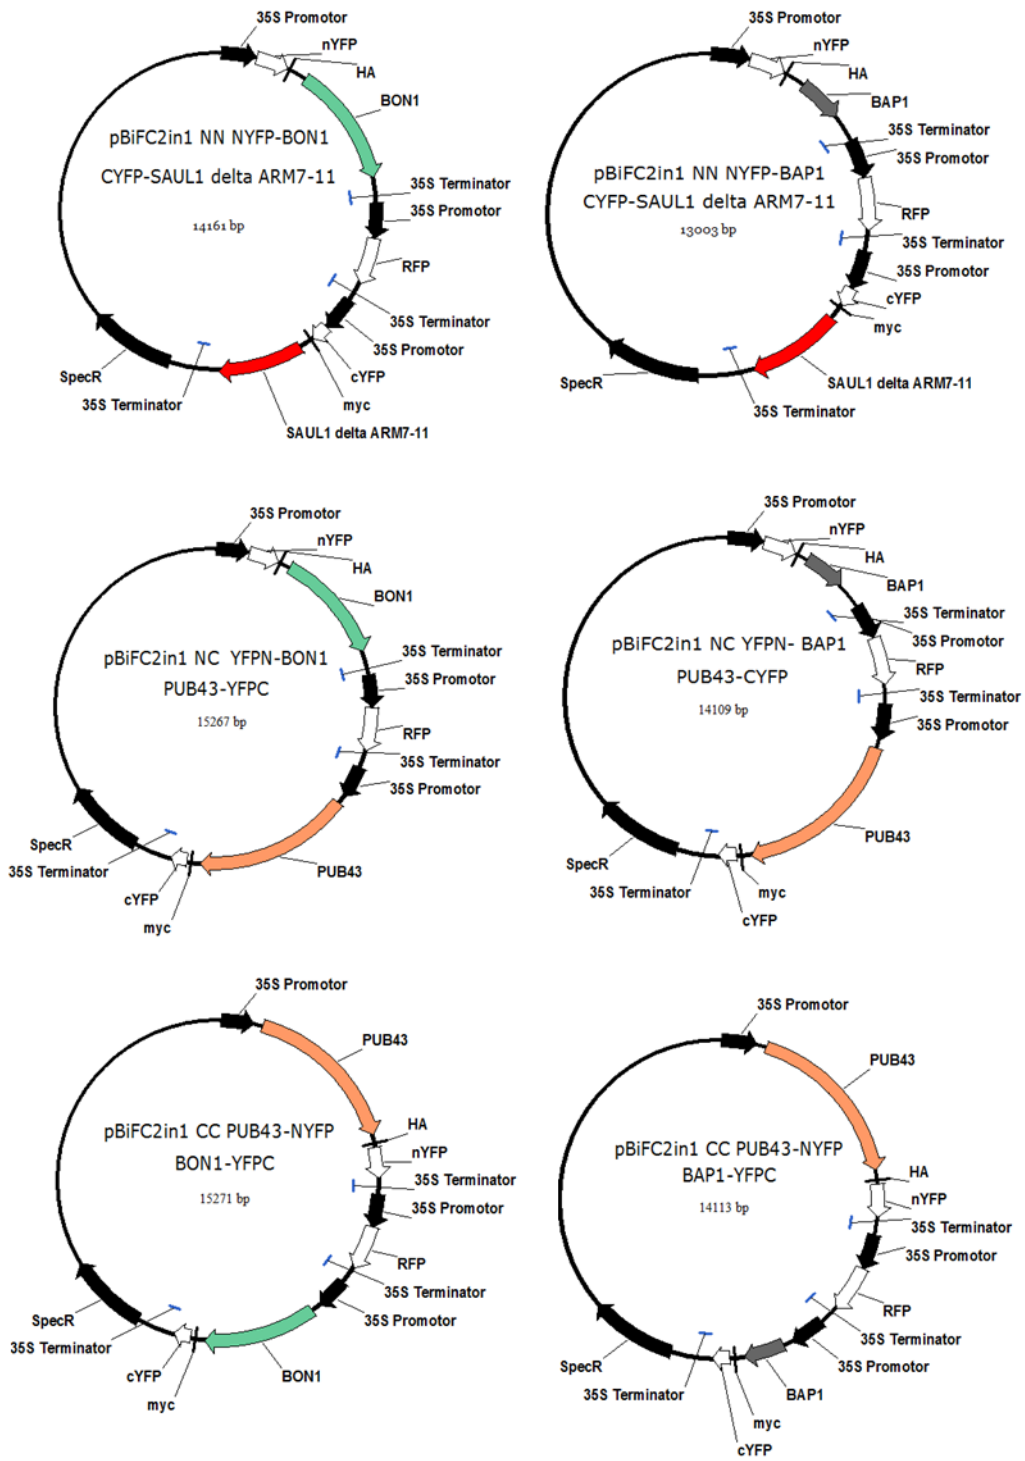 35S Promotor
nYFP
HA
BON1
pBiFC2in1 NN NYFP-BON1
CYFP-SAUL1 delta ARM7-11
14161 bp
35S Terminator
35S Promotor
RFP
35S Terminator
35S Promotor
cYFP
myc
SAUL1 delta ARM7-11
35S Terminator
SpecR
35S Promotor
nYFP
HA
BAP1
35S Terminator
35S Promotor
pBiFC2in1 NN NYFP-BAP1
CYFP-SAUL1 delta ARM7-11
13003 bp
RFP
35S Terminator
35S Promotor
cYFP
myc
SAUL1 delta ARM7-11
35S Terminator
SpecR
35S Promotor
nYFP
HA
BON1
pBiFC2in1 NC YFPN-BON1
PUB43-YFPC
15267 bp
35S Terminator
35S Promotor
RFP
35S Terminator
35S Promotor
PUB43
myc
cYFP
35S Terminator
SpecR
35S Promotor
nYFP
HA
BAP1
35S Terminator
35S Promotor
pBiFC2in1 NC YFPN- BAP1
PUB43-CYFP
14109 bp
RFP
35S Terminator
35S Promotor
PUB43
myc
cYFP
35S Terminator
SpecR
35S Promotor
PUB43
pBiFC2in1 CC PUB43-NYFP
BON1-YFPC
15271 bp
HA
nYFP
35S Terminator
35S Promotor
RFP
35S Terminator
35S Promotor
BON1
myc
cYFP
35S Terminator
SpecR
35S Promotor
PUB43
pBiFC2in1 CC PUB43-NYFP
BAP1-YFPC
14113 bp
HA
nYFP
35S Terminator
35S Promotor
RFP
35S Terminator
35S Promotor
BAP1
myc
cYFP
35S Terminator
SpecR